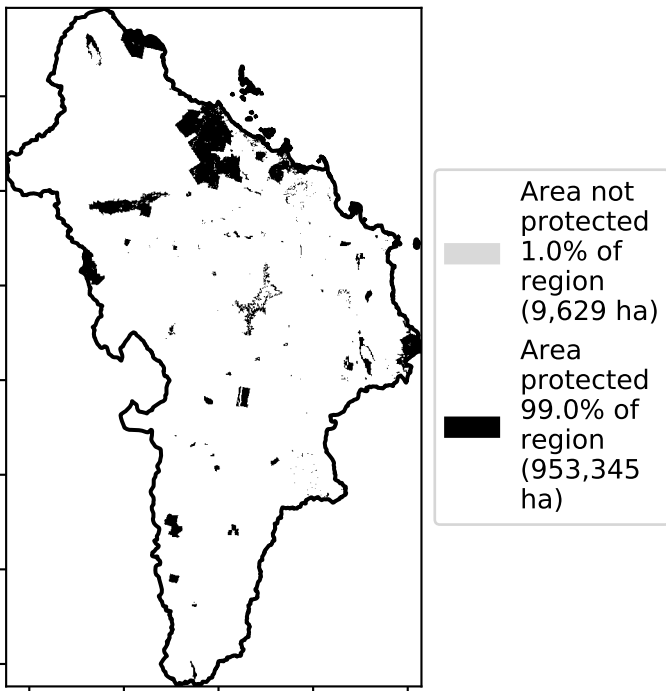 Area not
protected
1.0% of
region
(9,629 ha)
Area
protected
99.0% of
region
(953,345
ha)